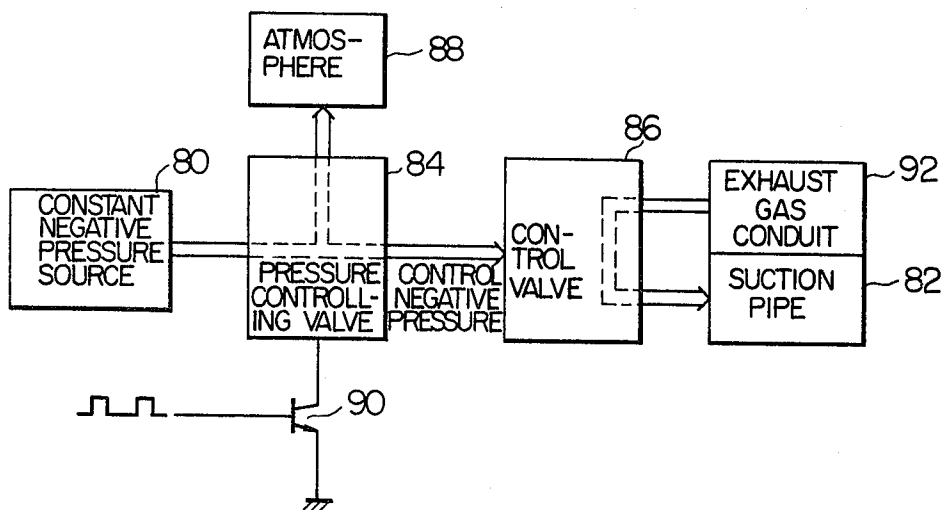 ATMOS-
PHERE
88
80
84
86
92
CONSTANT
NEGATIVE
PRESSURE
SOURCE
PRESSURE
CONTROLL-
ING VALVE
CONTROL
NEGATIVE
PRESSURE
CON-
TROL
VALVE
EXHAUST
GAS
CONDUIT
SUCTION
PIPE
82
90